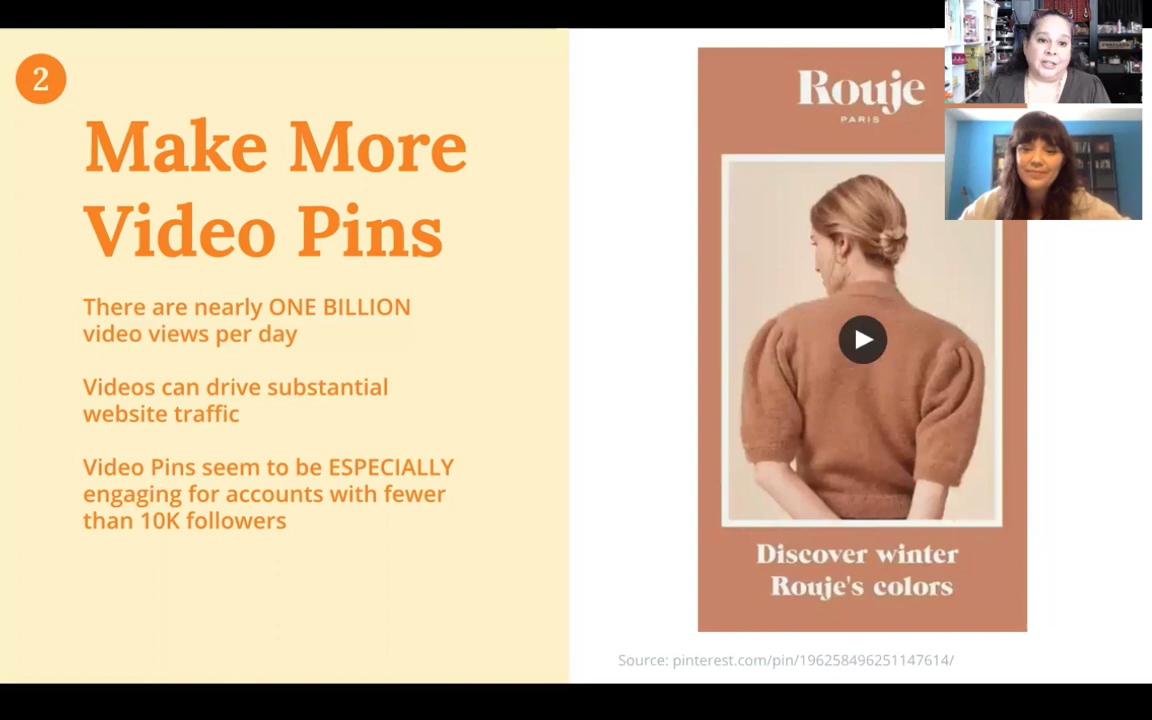 2
Make More
Video Pins
There are nearly ONE BILLION
video views per day
Videos can drive substantial
website traffic
Video Pins seem to be ESPECIALLY
engaging for accounts with fewer
than 10K followers
Rouje
PARIS
Discover winter
Rouje's colors
Source: pinterest.com/pin/196258496251147614/